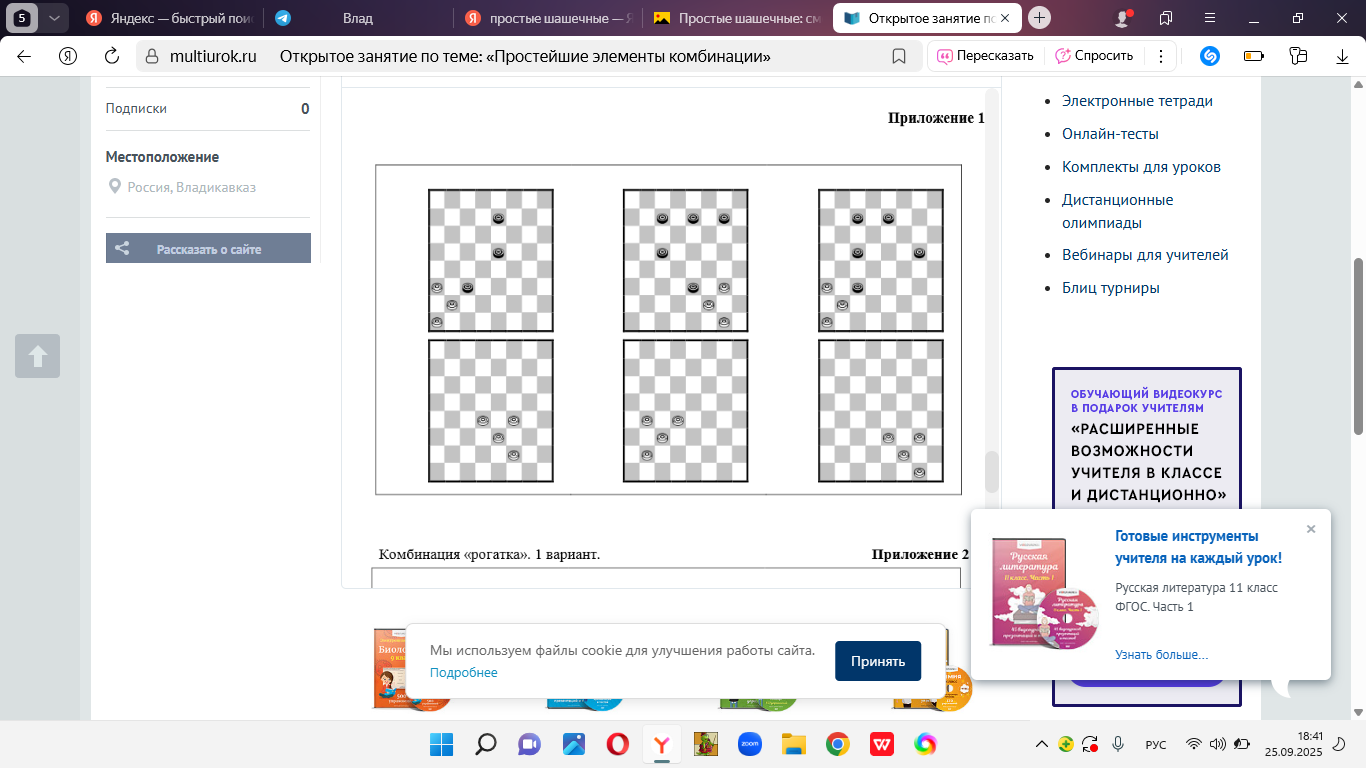 5
Яндекс — быстрый пои
Влад
простые шашечные — Я
Простые шашечные: см
Открытое занятие по
multiurok.ru
Открытое занятие по теме: «Простейшие элементы комбинации»
Пересказать
Спросить
Подписки
0
Местоположение
Россия, Владикавказ
Рассказать о сайте
Приложение 1
Комбинация «рогатка». 1 вариант.
Приложение 2
Электронные тетради
Онлайн-тесты
Комплекты для уроков
Дистанционные
олимпиады
Вебинары для учителей
Блиц турниры
ОБУЧАЮЩИЙ ВИДЕОКУРС
В ПОДАРОК УЧИТЕЛЯМ
«РАСШИРЕННЫЕ
ВОЗМОЖНОСТИ
УЧИТЕЛЯ В КЛАССЕ
И ДИСТАНЦИОННО»
Готовые инструменты
учителя на каждый урок!
Русская литература 11 класс
ФГОС. Часть 1
Узнать больше...
Русская
литература
11 класс. Часть 1
Мы используем файлы cookie для улучшения работы сайта.
Подробнее
Принять
zoom
РУС
18:41
25.09.2025